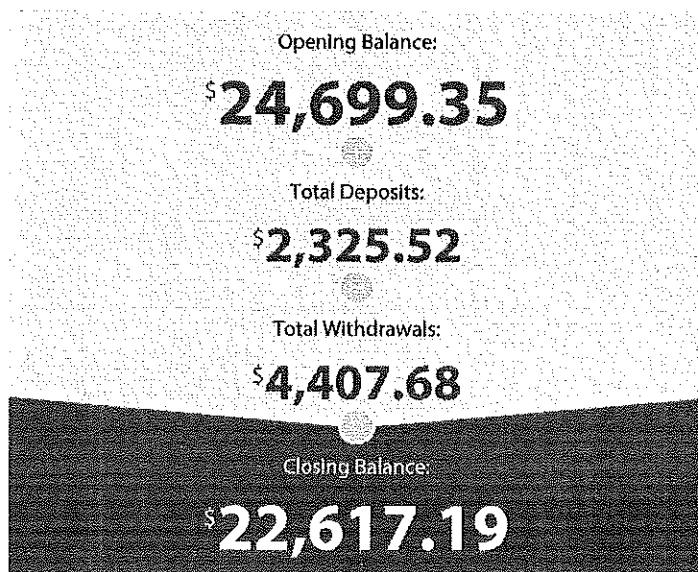 Opening Balance:
$24,699.35
Total Deposits:
$2,325.52
Total Withdrawals:
$4,407.68
Closing Balance:
$22,617.19